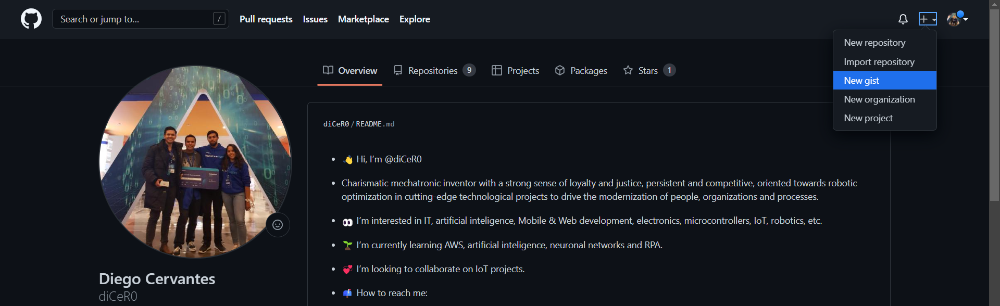 Search or jump to... /
Pull requests Issues Marketplace Explore
New repository
Import repository
New gist
New organization
New project
Overview Repositories 9 Projects Packages Stars 1
diCeR0/README.md
• 👋 Hi, I’m @diCeR0
• Charismatic mechatronic inventor with a strong sense of loyalty and justice, persistent and competitive, oriented towards robotic
optimization in cutting-edge technological projects to drive the modernization of people, organizations and processes.
• 👀 I’m interested in IT, artificial inteligence, Mobile & Web development, electronics, microcontrollers, IoT, robotics, etc.
• 🌱 I’m currently learning AWS, artificial inteligence, neuronal networks and RPA.
• 💞️ I’m looking to collaborate on IoT projects.
• 📫 How to reach me:
Diego Cervantes
diCeR0